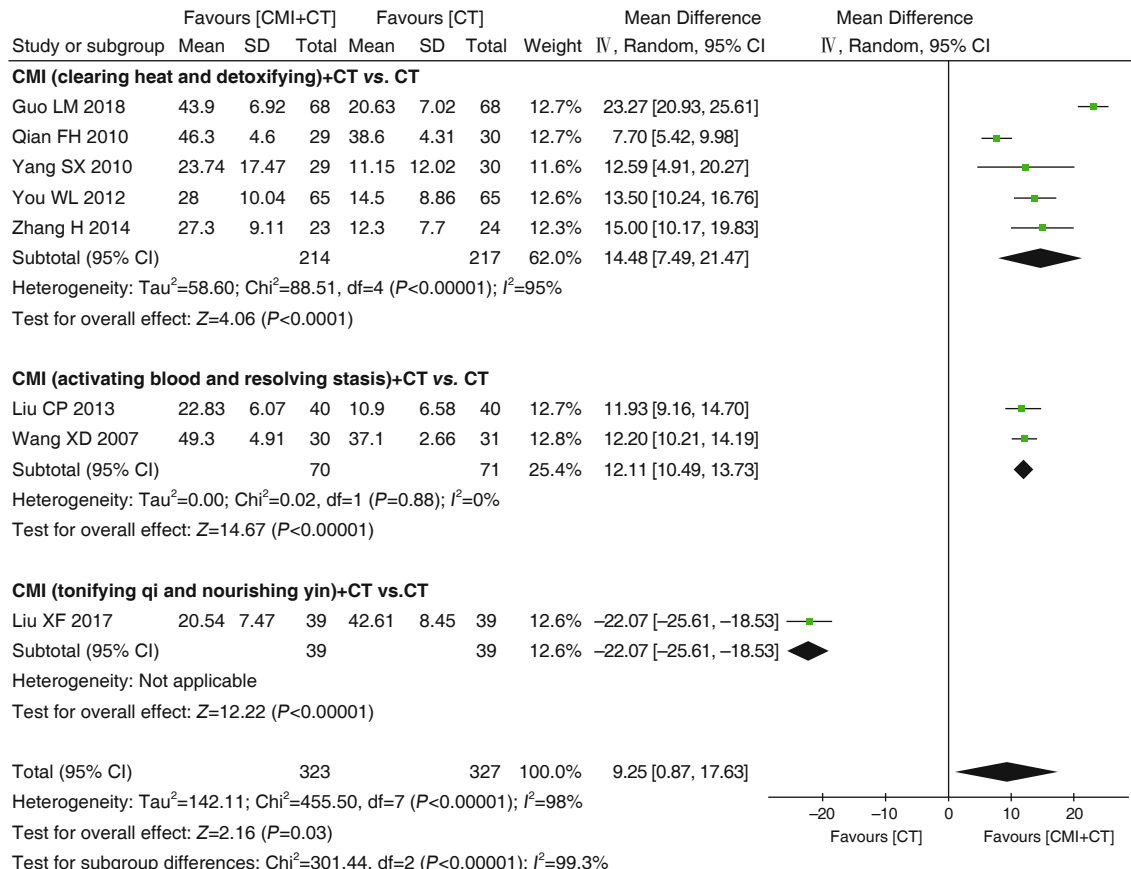 Favours [CMI+CT] Favours [CT] Mean Difference Mean Difference
Study or subgroup Mean SD Total Mean SD Total Weight Ⅳ, Random, 95% CI Ⅳ, Random, 95% CI
CMI (clearing heat and detoxifying)+CT vs. CT
Guo LM 2018 43.9 6.92 68 20.63 7.02 68 12.7% 23.27 [20.93, 25.61]
Qian FH 2010 46.3 4.6 29 38.6 4.31 30 12.7% 7.70 [5.42, 9.98]
Yang SX 2010 23.74 17.47 29 11.15 12.02 30 11.6% 12.59 [4.91, 20.27]
You WL 2012 28 10.04 65 14.5 8.86 65 12.6% 13.50 [10.24, 16.76]
Zhang H 2014 27.3 9.11 23 12.3 7.7 24 12.3% 15.00 [10.17, 19.83]
Subtotal (95% CI) 214 217 62.0% 14.48 [7.49, 21.47]
Heterogeneity: Tau²=58.60; Chi²=88.51, df=4 (P<0.00001); I²=95%
Test for overall effect: Z=4.06 (P<0.0001)
CMI (activating blood and resolving stasis)+CT vs. CT
Liu CP 2013 22.83 6.07 40 10.9 6.58 40 12.7% 11.93 [9.16, 14.70]
Wang XD 2007 49.3 4.91 30 37.1 2.66 31 12.8% 12.20 [10.21, 14.19]
Subtotal (95% CI) 70 71 25.4% 12.11 [10.49, 13.73]
Heterogeneity: Tau²=0.00; Chi²=0.02, df=1 (P=0.88); I²=0%
Test for overall effect: Z=14.67 (P<0.00001)
CMI (tonifying qi and nourishing yin)+CT vs.CT
Liu XF 2017 20.54 7.47 39 42.61 8.45 39 12.6% −22.07 [−25.61, −18.53]
Subtotal (95% CI) 39 39 12.6% −22.07 [−25.61, −18.53]
Heterogeneity: Not applicable
Test for overall effect: Z=12.22 (P<0.00001)
Total (95% CI) 323 327 100.0% 9.25 [0.87, 17.63]
Heterogeneity: Tau²=142.11; Chi²=455.50, df=7 (P<0.00001); I²=98%
−20 −10 0 10 20
Test for overall effect: Z=2.16 (P=0.03)
Favours [CT] Favours [CMI+CT]
Test for subgroup differences: Chi²=301.44, df=2 (P<0.00001); I²=99.3%